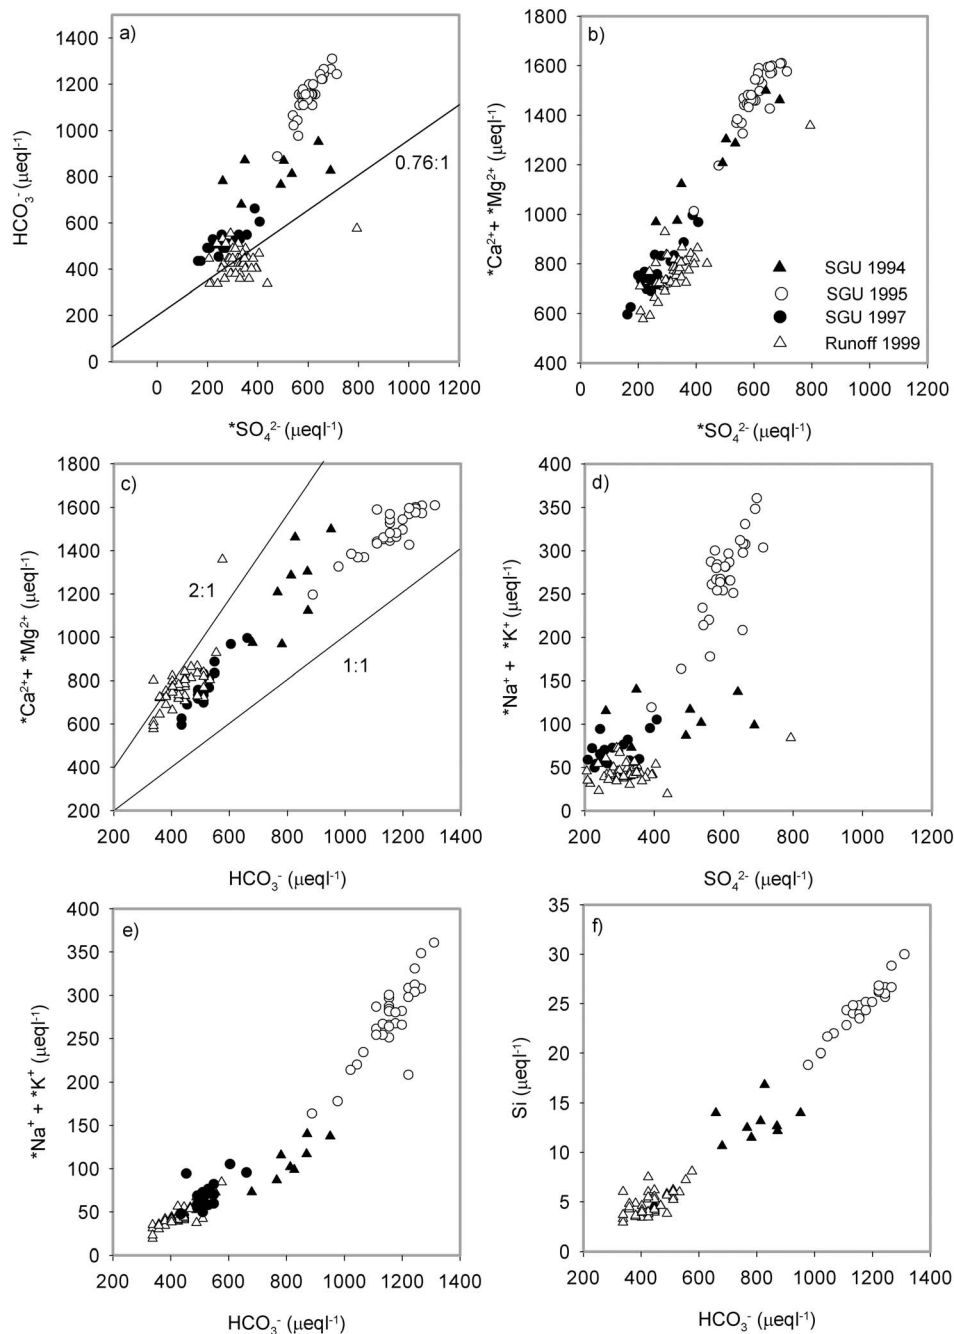 a)
1400
1200
1000
800
600
400
200
0
0.76:1
0 200 400 600 800 1000 1200
HCO₃⁻ (µeql⁻¹)
*SO₄²⁻ (µeql⁻¹)
b)
1800
1600
1400
1200
1000
800
600
400
SGU 1994
SGU 1995
SGU 1997
Runoff 1999
200 400 600 800 1000 1200
*Ca²⁺+ *Mg²⁺ (µeql⁻¹)
*SO₄²⁻ (µeql⁻¹)
c)
1800
1600
1400
1200
1000
800
600
400
200
2:1
1:1
200 400 600 800 1000 1200 1400
*Ca²⁺+ *Mg²⁺ (µeql⁻¹)
HCO₃⁻ (µeql⁻¹)
d)
400
350
300
250
200
150
100
50
0
200 400 600 800 1000 1200
*Na⁺ + *K⁺ (µeql⁻¹)
SO₄²⁻ (µeql⁻¹)
e)
400
350
300
250
200
150
100
50
0
200 400 600 800 1000 1200 1400
*Na⁺ + *K⁺ (µeql⁻¹)
HCO₃⁻ (µeql⁻¹)
f)
35
30
25
20
15
10
5
0
200 400 600 800 1000 1200 1400
Si (µeql⁻¹)
HCO₃⁻ (µeql⁻¹)